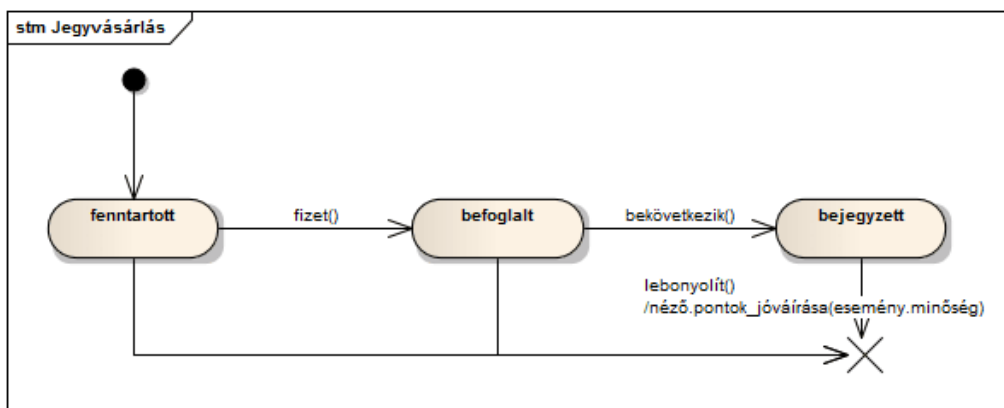 stm Jegyvásárlás
fenntartott
fizet()
befoglalt
bekövetkezik()
bejegyzett
lebonyolít()
/néző.pontok_jóváírása(esemény.minőség)